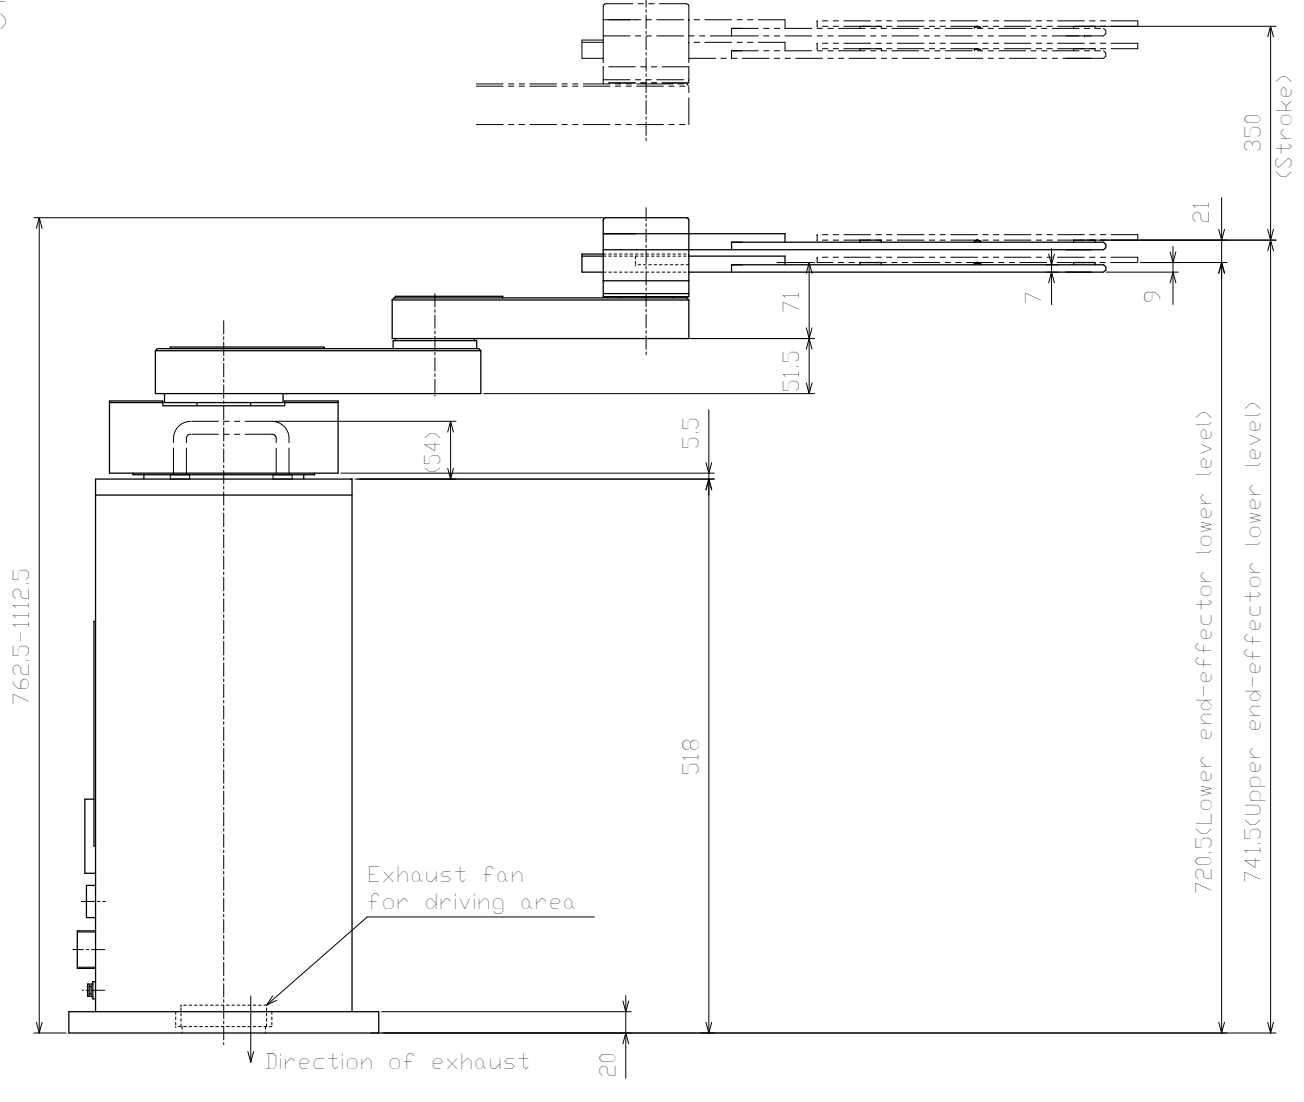 350
(Stroke)
21
7
9
71
51.5
(54)
5.5
762.5-1112.5
518
720.5(Lower end-effector lower level)
741.5(Upper end-effector lower level)
Exhaust fan
for driving area
Direction of exhaust
20